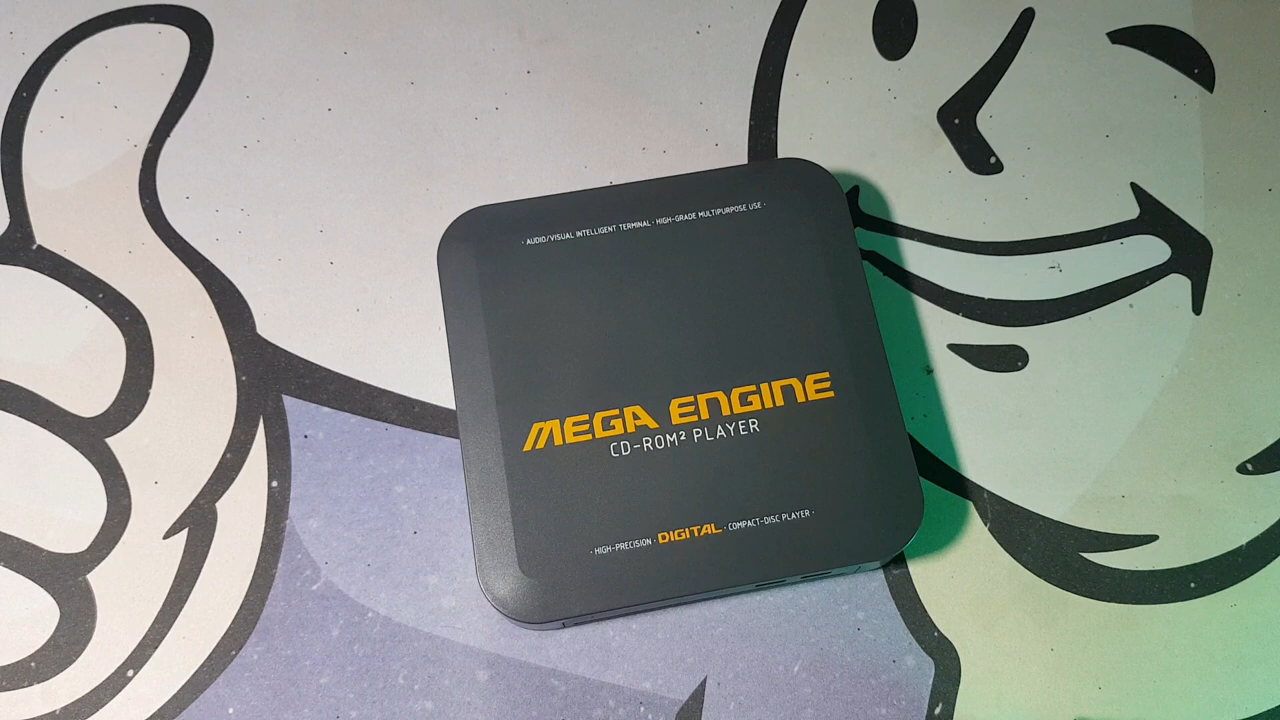 · AUDIO/VISUAL INTELLIGENT TERMINAL · HIGH-GRADE MULTIPURPOSE USE ·
MEGA ENGINE
CD-ROM² PLAYER
· HIGH-PRECISION · DIGITAL · COMPACT-DISC PLAYER ·